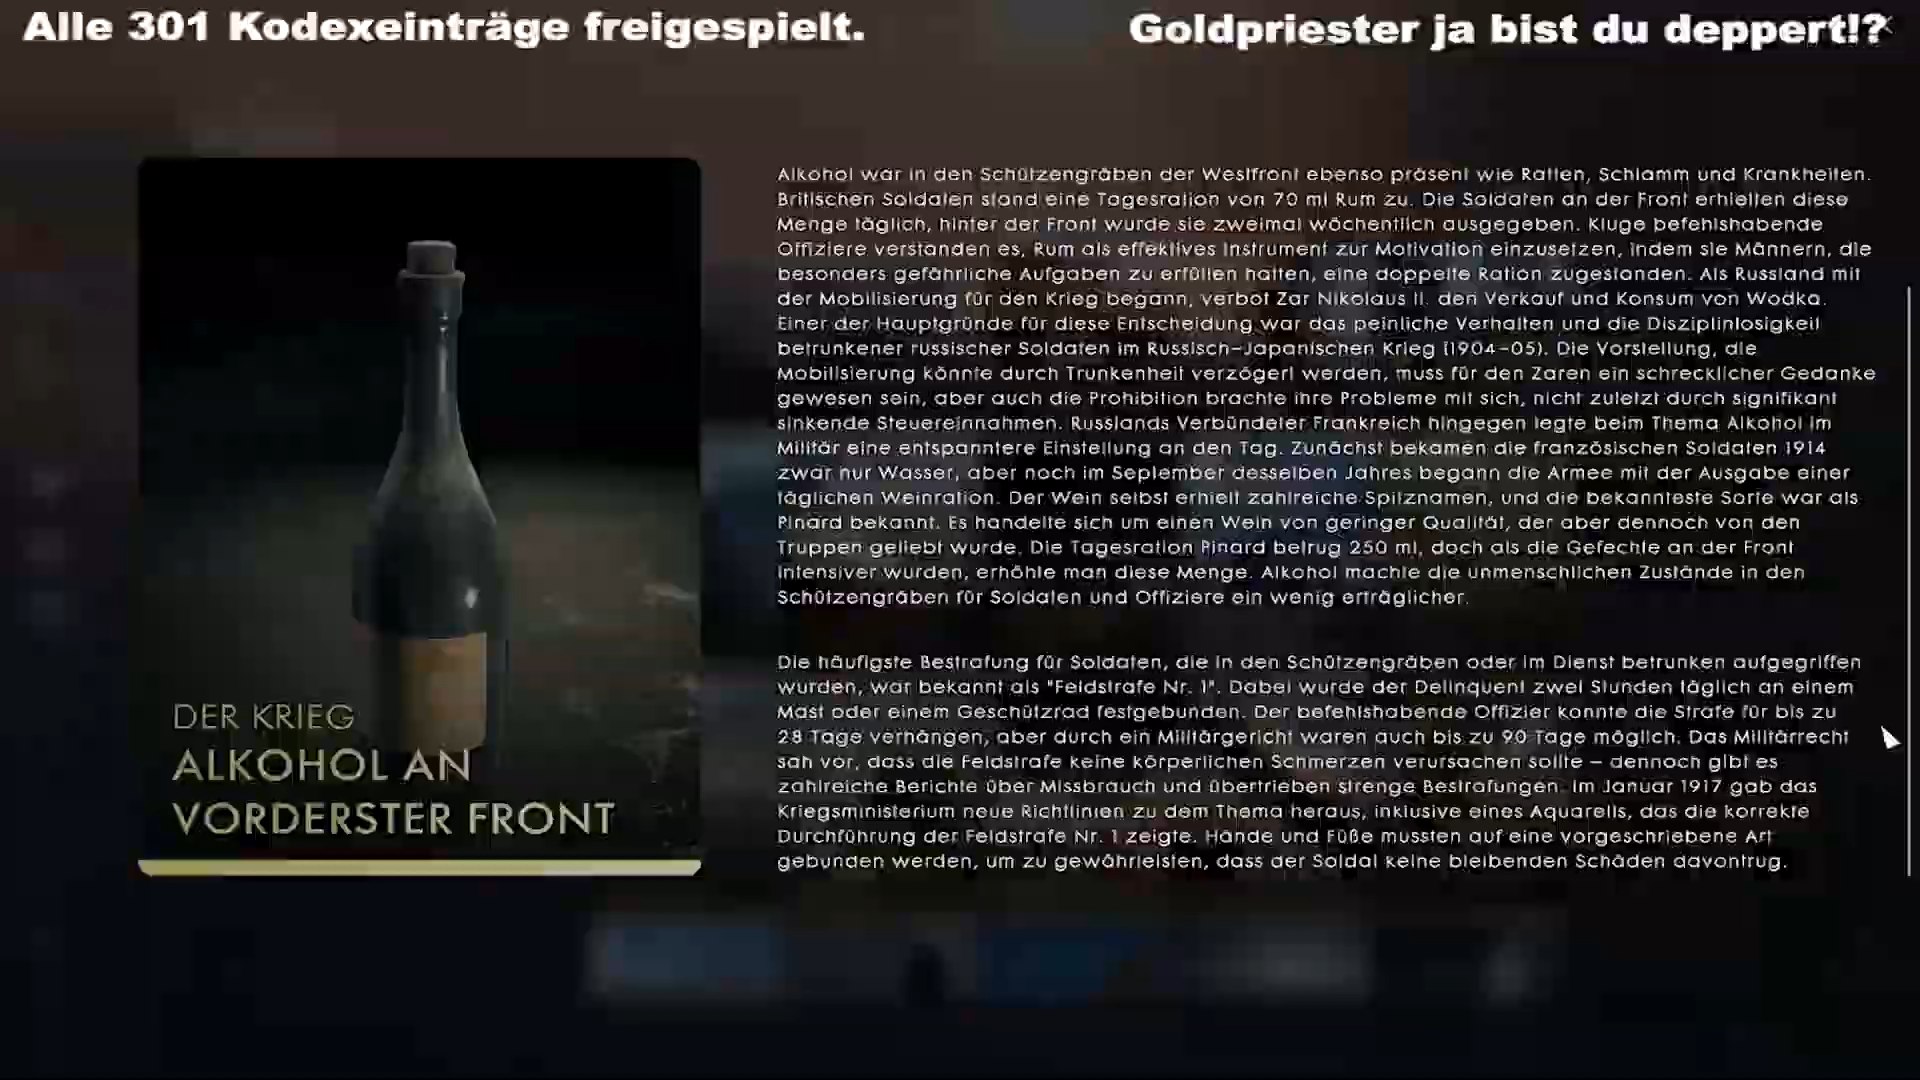 Alle 301 Kodexeinträge freigespielt.
Goldpriester ja bist du deppert!?
DER KRIEG
ALKOHOL AN
VORDERSTER FRONT
Alkohol war in den Schützengräben der Westfront ebenso präsent wie Ratten, Schlamm und Krankheiten.
Britischen Soldaten stand eine Tagesration von 70 ml Rum zu. Die Soldaten an der Front erhielten diese
Menge täglich, hinter der Front wurde sie zweimal wöchentlich ausgegeben. Kluge befehlshabende
Offiziere verstanden es, Rum als effektives Instrument zur Motivation einzusetzen, indem sie Männern, die
besonders gefährliche Aufgaben zu erfüllen hatten, eine doppelte Ration zugestanden. Als Russland mit
der Mobilisierung für den Krieg begann, verbot Zar Nikolaus II. den Verkauf und Konsum von Wodka.
Einer der Hauptgründe für diese Entscheidung war das peinliche Verhalten und die Disziplinlosigkeit
betrunkener russischer Soldaten im Russisch-Japanischen Krieg (1904-05). Die Vorstellung, die
Mobilisierung könnte durch Trunkenheit verzögert werden, muss für den Zaren ein schrecklicher Gedanke
gewesen sein, aber auch die Prohibition brachte ihre Probleme mit sich, nicht zuletzt durch signifikant
sinkende Steuereinnahmen. Russlands Verbündeter Frankreich hingegen legte beim Thema Alkohol im
Militär eine entspanntere Einstellung an den Tag. Zunächst bekamen die französischen Soldaten 1914
zwar nur Wasser, aber noch im September desselben Jahres begann die Armee mit der Ausgabe einer
täglichen Weinration. Der Wein selbst erhielt zahlreiche Spitznamen, und die bekannteste Sorte war als
Pinard bekannt. Es handelte sich um einen Wein von geringer Qualität, der aber dennoch von den
Truppen geliebt wurde. Die Tagesration Pinard betrug 250 ml, doch als die Gefechte an der Front
intensiver wurden, erhöhte man diese Menge. Alkohol machte die unmenschlichen Zustände in den
Schützengräben für Soldaten und Offiziere ein wenig erträglicher.
Die häufigste Bestrafung für Soldaten, die in den Schützengräben oder im Dienst betrunken aufgegriffen
wurden, war bekannt als "Feldstrafe Nr. 1". Dabei wurde der Delinquent zwei Stunden täglich an einem
Mast oder einem Geschützrad festgebunden. Der befehlshabende Offizier konnte die Strafe für bis zu
28 Tage verhängen, aber durch ein Militärgericht waren auch bis zu 90 Tage möglich. Das Militärrecht
sah vor, dass die Feldstrafe keine körperlichen Schmerzen verursachen sollte – dennoch gibt es
zahlreiche Berichte über Missbrauch und übertrieben strenge Bestrafungen. Im Januar 1917 gab das
Kriegsministerium neue Richtlinien zu dem Thema heraus, inklusive eines Aquarells, das die korrekte
Durchführung der Feldstrafe Nr. 1 zeigte. Hände und Füße mussten auf eine vorgeschriebene Art
gebunden werden, um zu gewährleisten, dass der Soldat keine bleibenden Schäden davontrug.